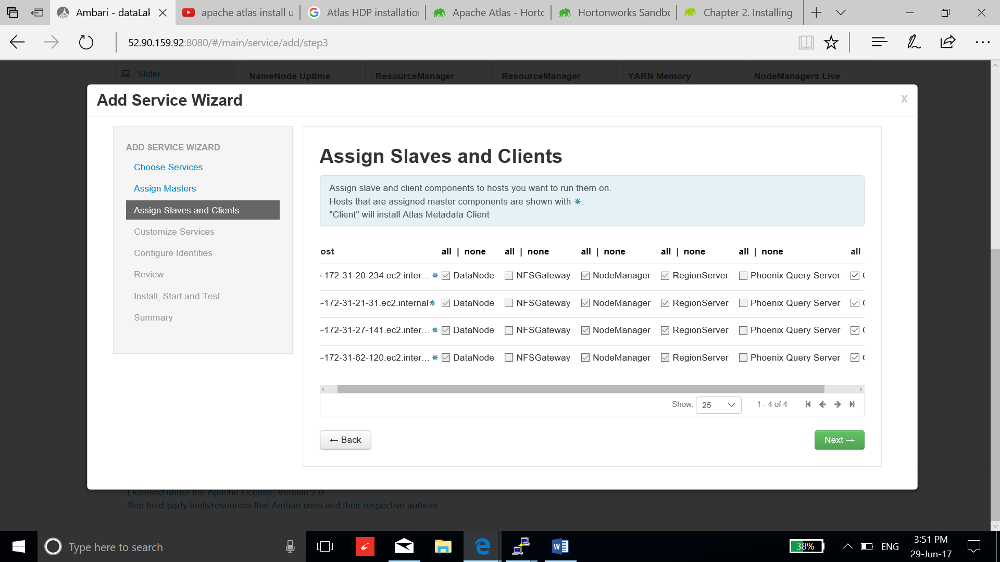 Ambari - dataLak
apache atlas install u
Atlas HDP installation
Apache Atlas - Horto
Hortonworks Sandbo
Chapter 2. Installing
52.90.159.92:8080/#/main/service/add/step3
Slider
NameNode Uptime
ResourceManager
ResourceManager
YARN Memory
NodeManagers Live
Add Service Wizard
X
ADD SERVICE WIZARD
Choose Services
Assign Masters
Assign Slaves and Clients
Customize Services
Configure Identities
Review
Install, Start and Test
Summary
Assign Slaves and Clients
Assign slave and client components to hosts you want to run them on.
Hosts that are assigned master components are shown with ✵.
"Client" will install Atlas Metadata Client
ost all | none all | none all | none all | none all | none all
-172-31-20-234.ec2.inter... ✵ DataNode NFSGateway NodeManager RegionServer Phoenix Query Server
-172-31-21-31.ec2.internal ✵ DataNode NFSGateway NodeManager RegionServer Phoenix Query Server
-172-31-27-141.ec2.inter... ✵ DataNode NFSGateway NodeManager RegionServer Phoenix Query Server
-172-31-62-120.ec2.inter... ✵ DataNode NFSGateway NodeManager RegionServer Phoenix Query Server
Show: 25 1 - 4 of 4
← Back
Next →
Licensed under the Apache License, Version 2.0.
See third-party tools/resources that Ambari uses and their respective authors
Type here to search
38%
ENG
3:51 PM
29-Jun-17